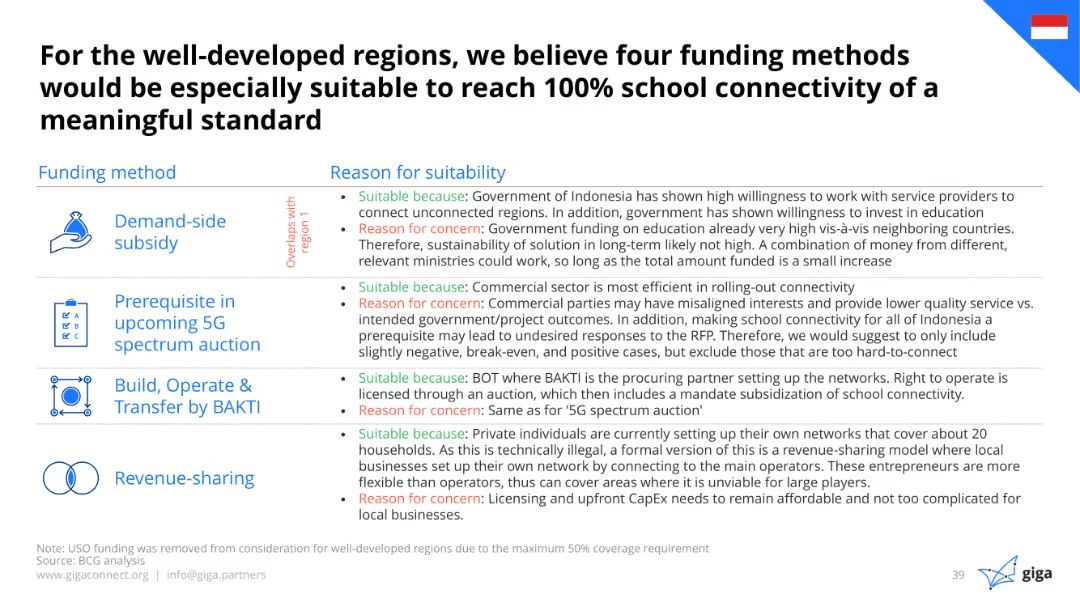 For the well-developed regions, we believe four funding methods
would be especially suitable to reach 100% school connectivity of a
meaningful standard
Funding method
Reason for suitability
Demand-side
subsidy
Overlaps with
region 1
• Suitable because: Government of Indonesia has shown high willingness to work with service providers to
connect unconnected regions. In addition, government has shown willingness to invest in education
• Reason for concern: Government funding on education already very high vis-à-vis neighboring countries.
Therefore, sustainability of solution in long-term likely not high. A combination of money from different,
relevant ministries could work, so long as the total amount funded is a small increase
A
B
C
Prerequisite in
upcoming 5G
spectrum auction
• Suitable because: Commercial sector is most efficient in rolling-out connectivity
• Reason for concern: Commercial parties may have misaligned interests and provide lower quality service vs.
intended government/project outcomes. In addition, making school connectivity for all of Indonesia a
prerequisite may lead to undesired responses to the RFP. Therefore, we would suggest to only include
slightly negative, break-even, and positive cases, but exclude those that are too hard-to-connect
Build, Operate &
Transfer by BAKTI
• Suitable because: BOT where BAKTI is the procuring partner setting up the networks. Right to operate is
licensed through an auction, which then includes a mandate subsidization of school connectivity.
• Reason for concern: Same as for '5G spectrum auction'
Revenue-sharing
• Suitable because: Private individuals are currently setting up their own networks that cover about 20
households. As this is technically illegal, a formal version of this is a revenue-sharing model where local
businesses set up their own network by connecting to the main operators. These entrepreneurs are more
flexible than operators, thus can cover areas where it is unviable for large players.
• Reason for concern: Licensing and upfront CapEx needs to remain affordable and not too complicated for
local businesses.
Note: USO funding was removed from consideration for well-developed regions due to the maximum 50% coverage requirement
Source: BCG analysis
www.gigaconnect.org | info@giga.partners
39
giga